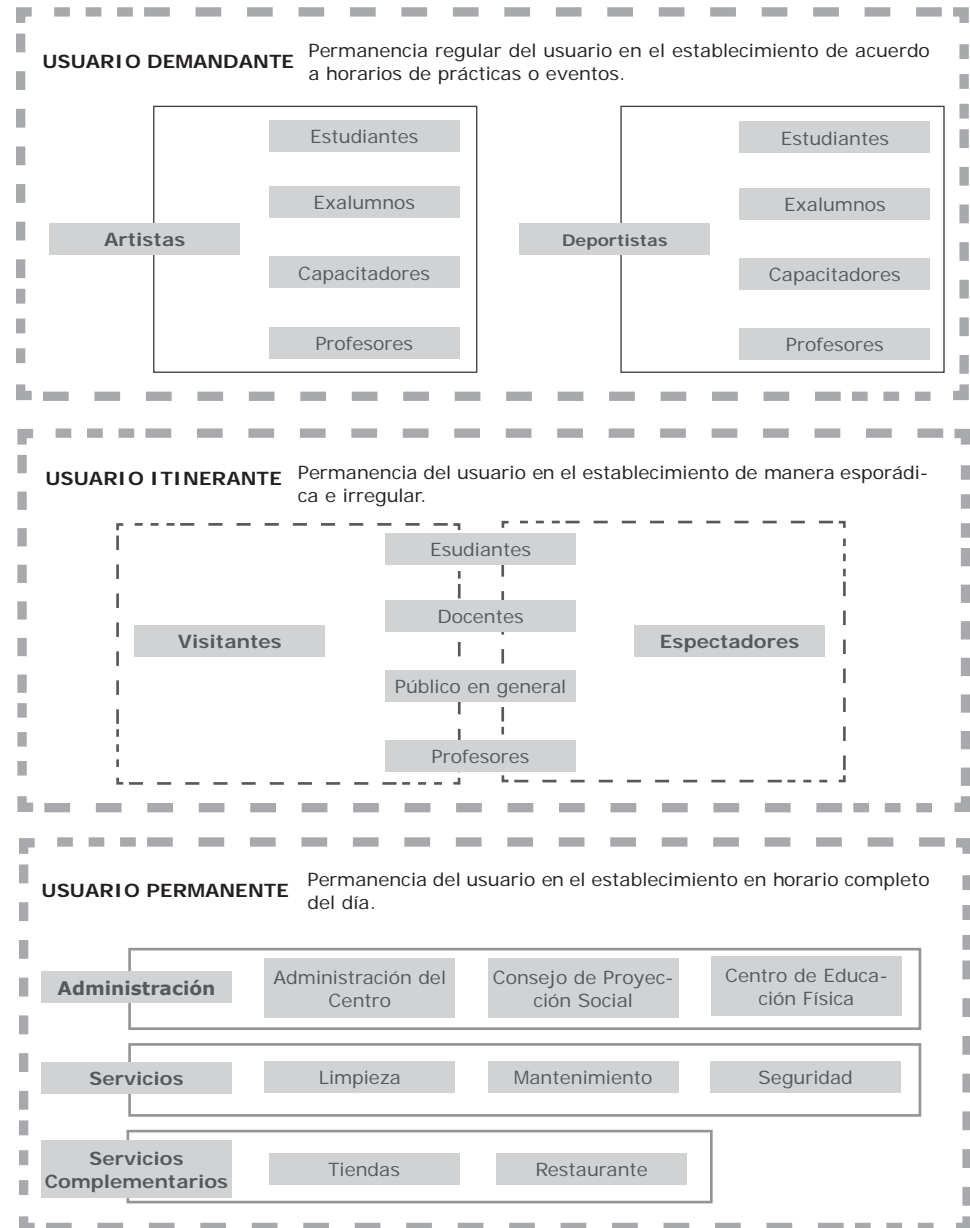 USUARIO DEMANDANTE
Permanencia regular del usuario en el establecimiento de acuerdo
a horarios de prácticas o eventos.
Artistas
Estudiantes
Exalumnos
Capacitadores
Profesores
Deportistas
Estudiantes
Exalumnos
Capacitadores
Profesores
USUARIO ITINERANTE
Permanencia del usuario en el establecimiento de manera esporádi-
ca e irregular.
Visitantes
Esudiantes
Docentes
Público en general
Profesores
Espectadores
USUARIO PERMANENTE
Permanencia del usuario en el establecimiento en horario completo
del día.
Administración
Administración del
Centro
Consejo de Proyec-
ción Social
Centro de Educa-
ción Física
Servicios
Limpieza
Mantenimiento
Seguridad
Servicios
Complementarios
Tiendas
Restaurante